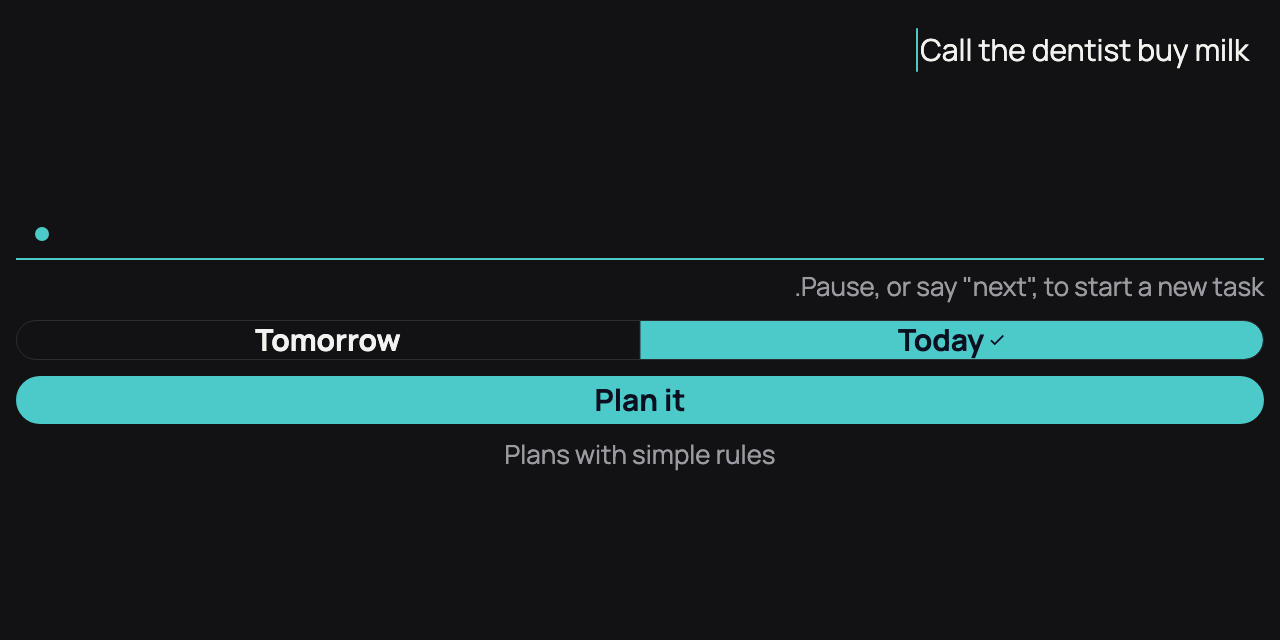 Call the dentist buy milk
.Pause, or say "next", to start a new task
Today
Tomorrow
Plan it
Plans with simple rules